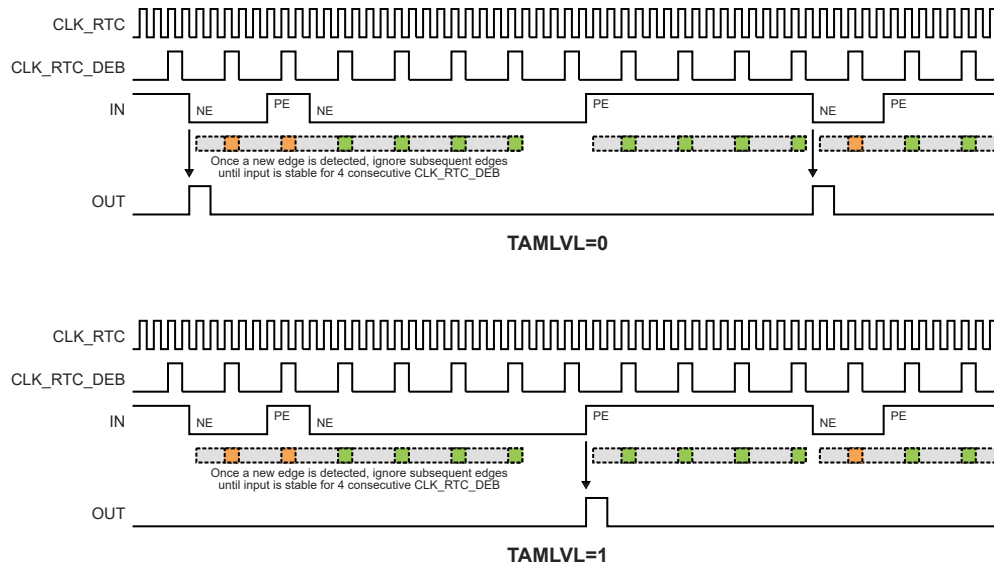 CLK_RTC
CLK_RTC_DEB
IN
NE
PE
NE
PE
NE
PE
Once a new edge is detected, ignore subsequent edges
until input is stable for 4 consecutive CLK_RTC_DEB
OUT
TAMLVL=0
CLK_RTC
CLK_RTC_DEB
IN
NE
PE
NE
PE
NE
PE
Once a new edge is detected, ignore subsequent edges
until input is stable for 4 consecutive CLK_RTC_DEB
OUT
TAMLVL=1